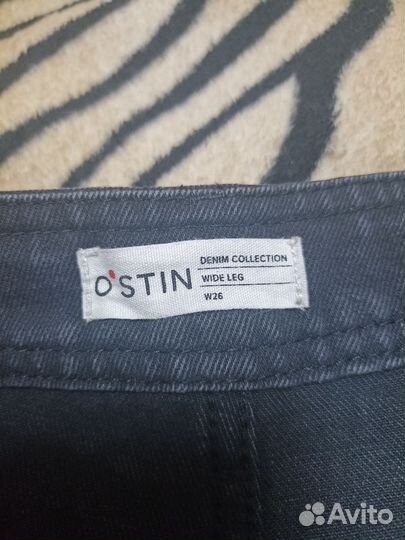 O'STIN
DENIM COLLECTION
WIDE LEG
W26
Avito